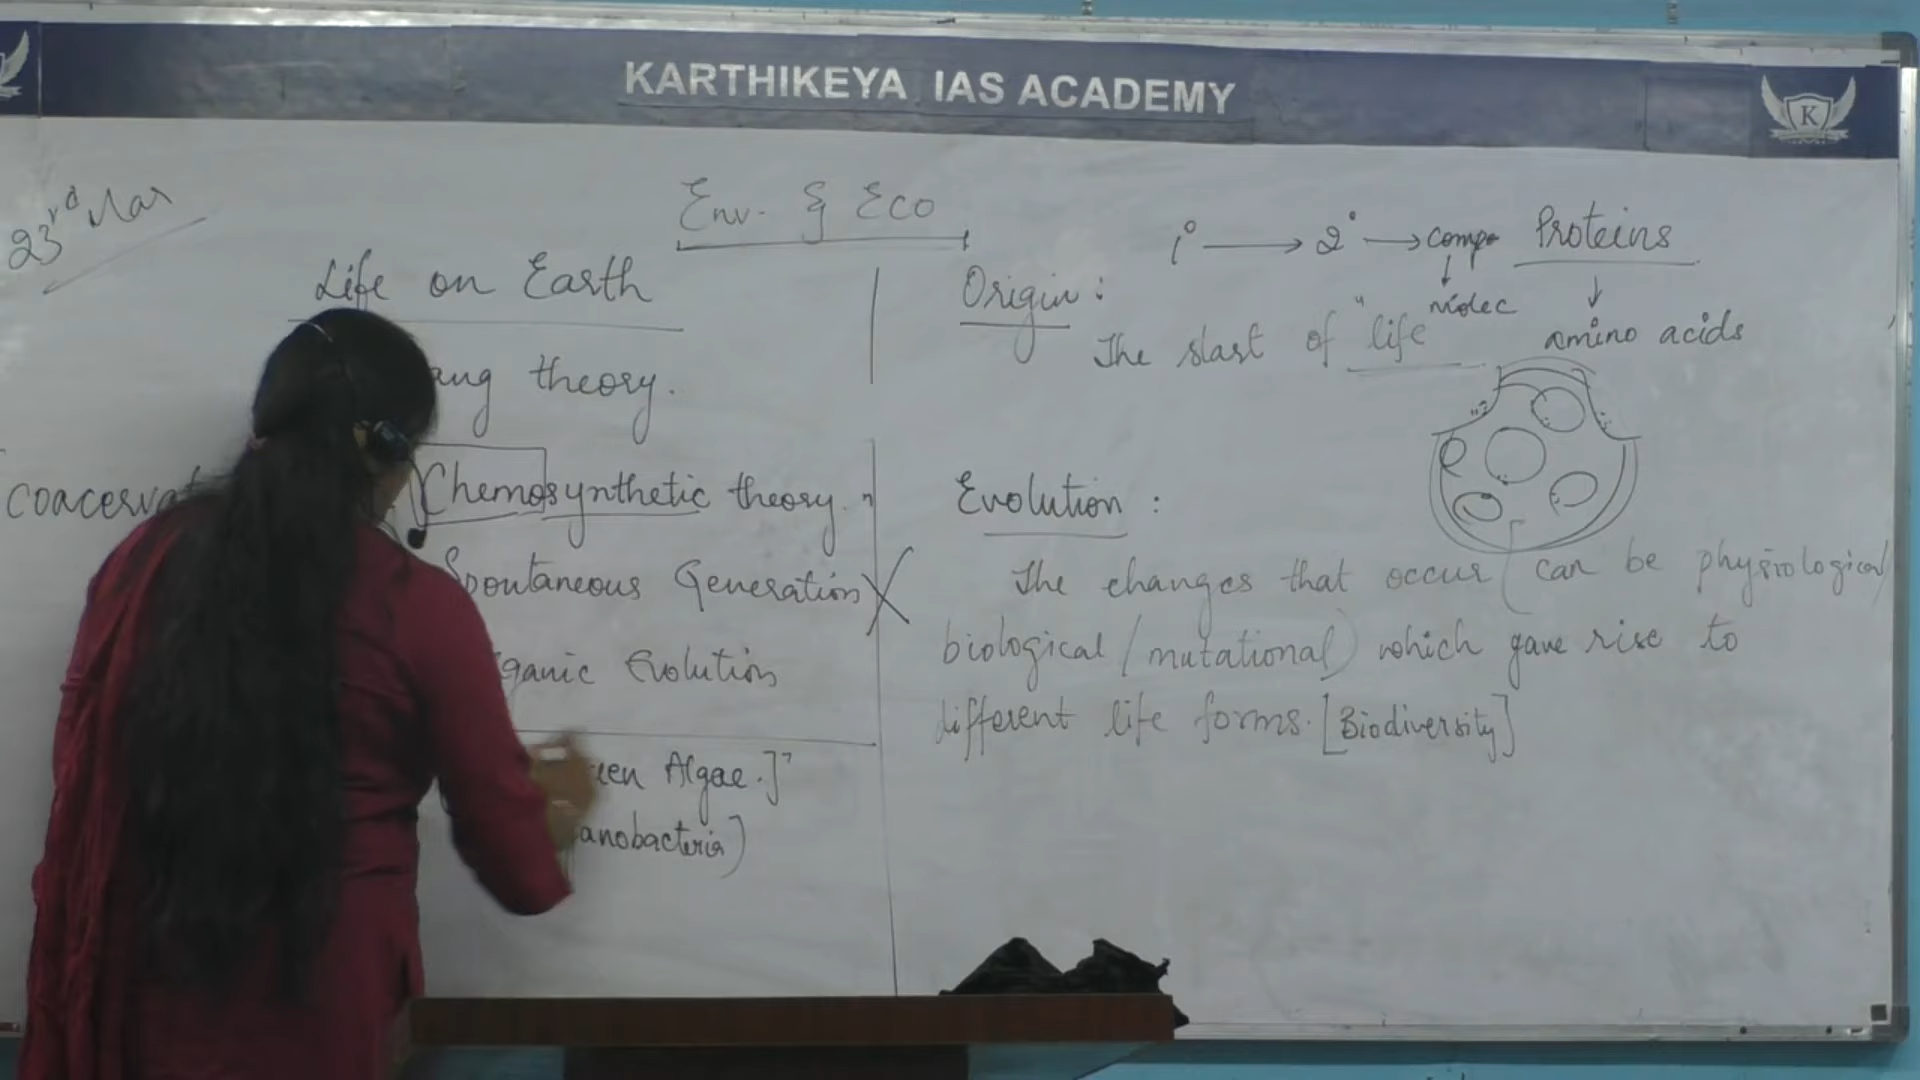 KARTHIKEYA IAS ACADEMY
K
23rd Mar
Env. & Eco
Life on Earth
theory.
Chemosynthetic theory.
Spontaneous Generation X
Evolution
Algae.]"
1° → 2° → comp Proteins
↓ molec ↓
amino acids
Origin :
The start of "life
Evolution :
The changes that occur (can be physiological/
biological/mutational) which gave rise to
different life forms. [Biodiversity]